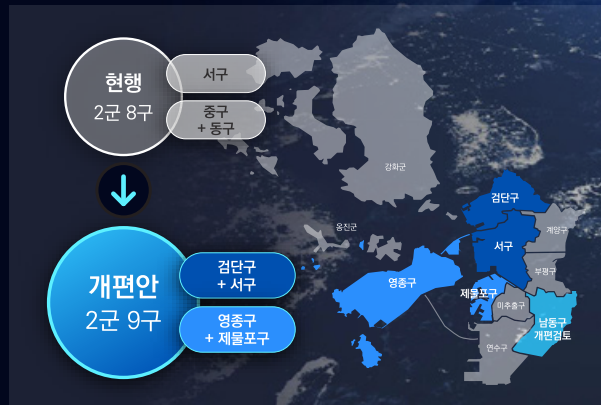 현행
2군 8구
서구
중구
+ 동구
개편안
2군 9구
검단구
+ 서구
영종구
+ 제물포구
강화군
옹진군
검단구
계양구
서구
부평구
영종구
제물포구
미추홀구
남동구
개편검토
연수구